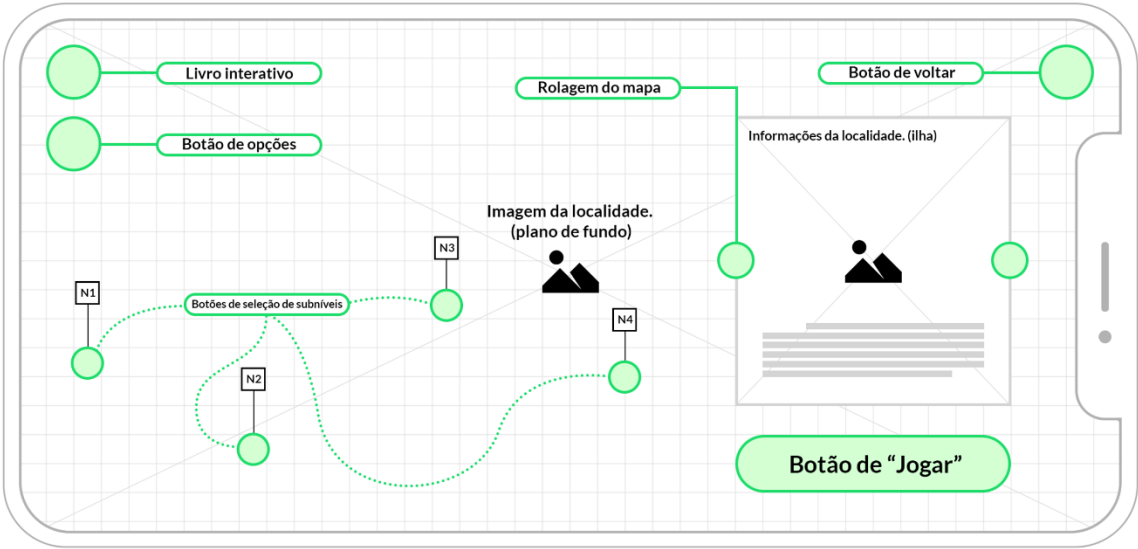 Livro interativo
Botão de opções
Rolagem do mapa
Botão de voltar
Informações da localidade. (ilha)
Imagem da localidade.
(plano de fundo)
N1
Botões de seleção de subníveis
N3
N2
N4
Botão de “Jogar”